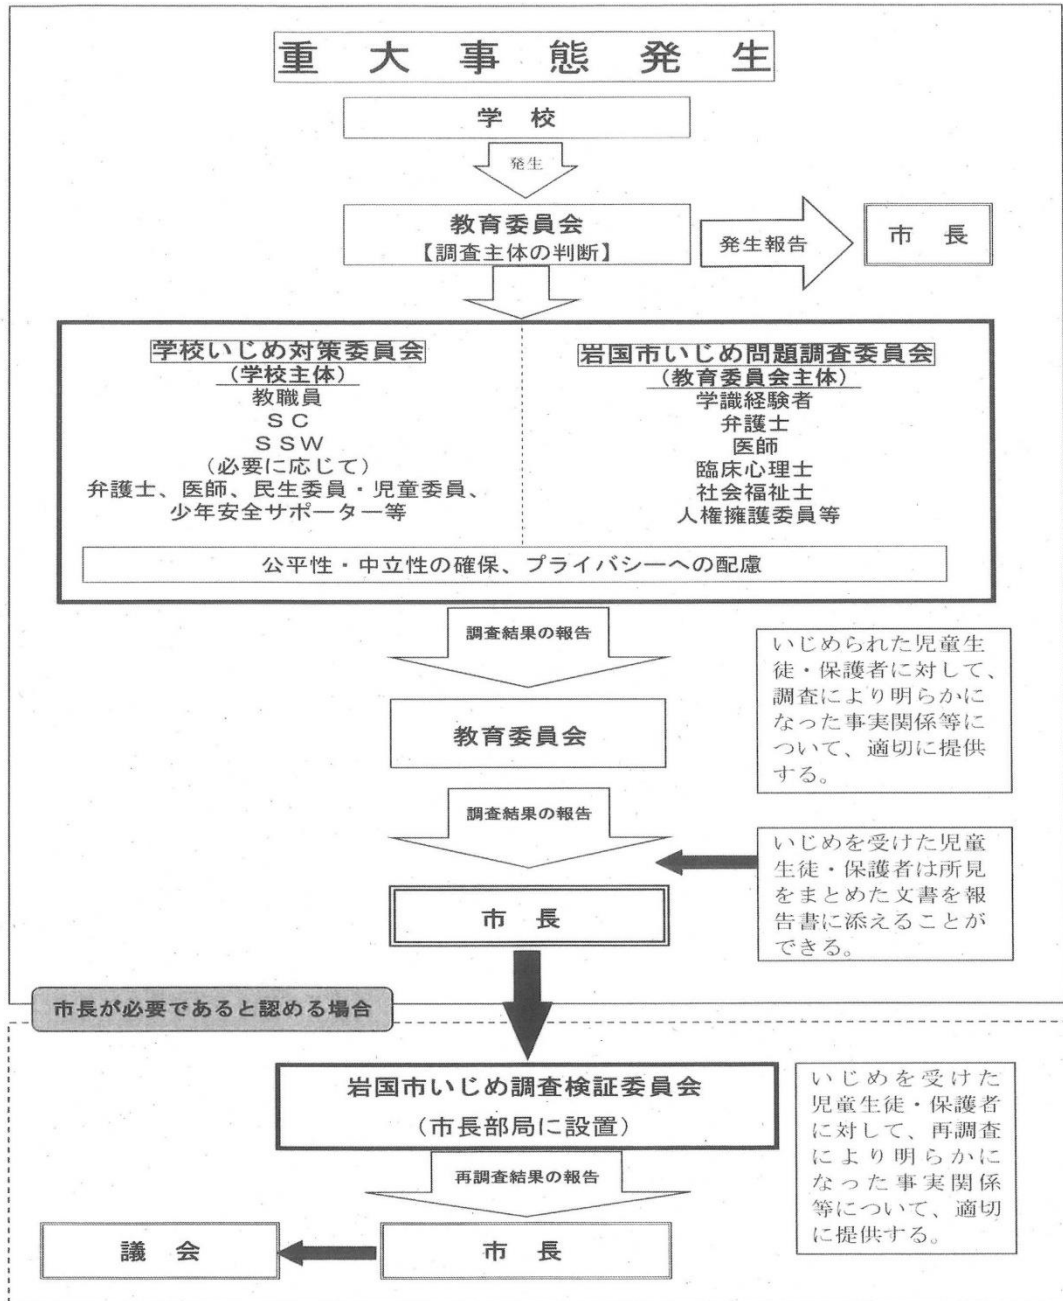 重大事態発生
学校
発生
教育委員会
【調査主体の判断】
発生報告
市長
学校いじめ対策委員会
（学校主体）
教職員
ＳＣ
ＳＳＷ
（必要に応じて）
弁護士、医師、民生委員・児童委員、
少年安全サポーター等
岩国市いじめ問題調査委員会
（教育委員会主体）
学識経験者
弁護士
医師
臨床心理士
社会福祉士
人権擁護委員等
公平性・中立性の確保、プライバシーへの配慮
調査結果の報告
いじめられた児童生
徒・保護者に対して、
調査により明らかに
なった事実関係等に
ついて、適切に提供
する。
教育委員会
調査結果の報告
いじめを受けた児童
生徒・保護者は所見
をまとめた文書を報
告書に添えることが
できる。
市長
市長が必要であると認める場合
岩国市いじめ調査検証委員会
（市長部局に設置）
いじめを受けた
児童生徒・保護者
に対して、再調査
により明らかに
なった事実関係
等について、適切
に提供する。
再調査結果の報告
議会
市長